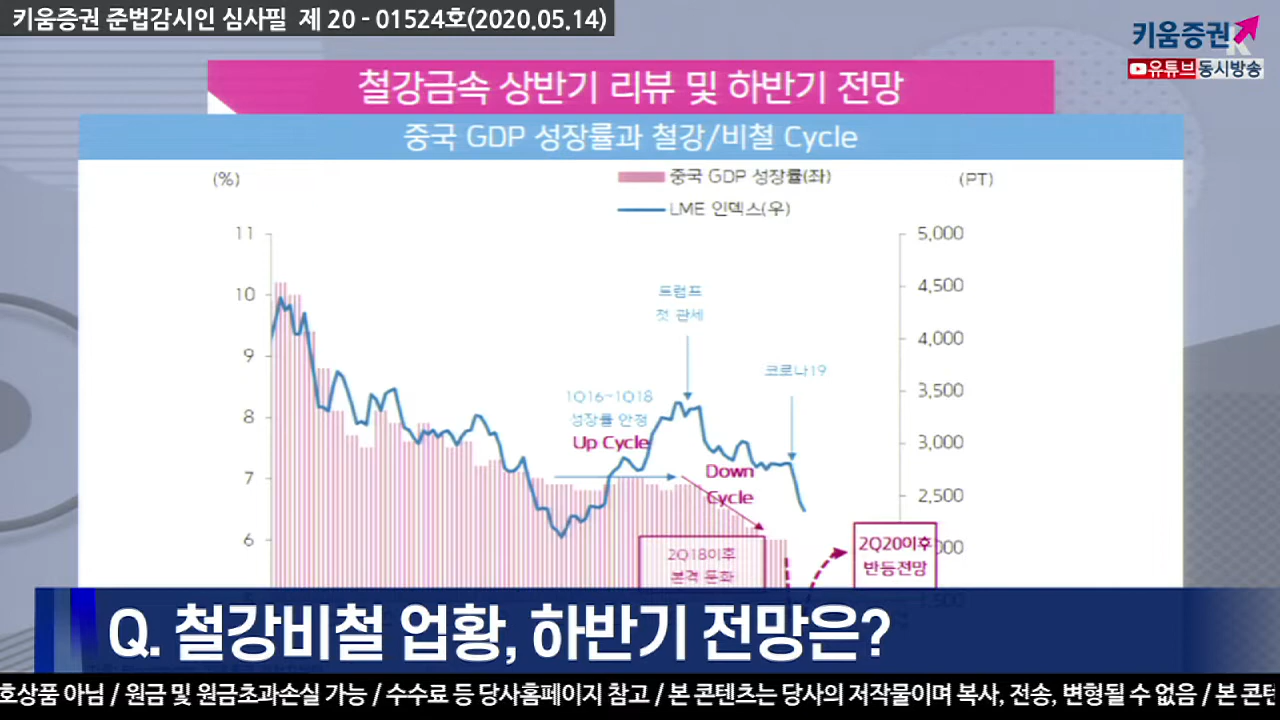 키움증권 준법감시인 심사필 제 20 - 01524호(2020.05.14)
키움증권
유튜브 동시방송
철강금속 상반기 리뷰 및 하반기 전망
중국 GDP 성장률과 철강/비철 Cycle
(%)
중국 GDP 성장률(좌)
(PT)
LME 인덱스(우)
11
5,000
10
4,500
트럼프
첫 관세
4,000
9
코로나19
3,500
1Q16~1Q18
성장률 안정
Up Cycle
8
3,000
Down
Cycle
7
2,500
6
2Q18이후
본격 둔화
2Q20이후
반등전망
000
1,500
Q. 철강비철 업황, 하반기 전망은?
호상품 아님 / 원금 및 원금초과손실 가능 / 수수료 등 당사홈페이지 참고 / 본 콘텐츠는 당사의 저작물이며 복사, 전송, 변형될 수 없음 / 본 콘텐